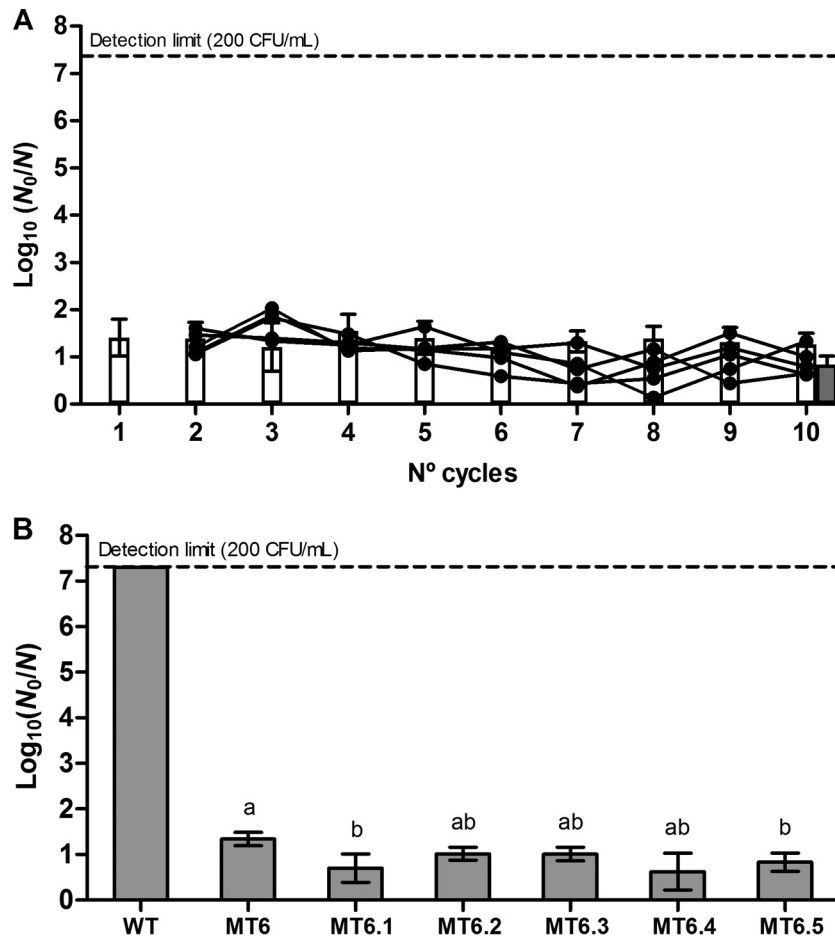 A
8
Detection limit (200 CFU/mL)
7
6
5
4
3
2
1
0
Log₁₀ (N₀/N)
1 2 3 4 5 6 7 8 9 10
Nº cycles
B
8
Detection limit (200 CFU/mL)
7
6
5
4
3
2
1
0
Log₁₀(N₀/N)
a b ab ab ab b
WT MT6 MT6.1 MT6.2 MT6.3 MT6.4 MT6.5